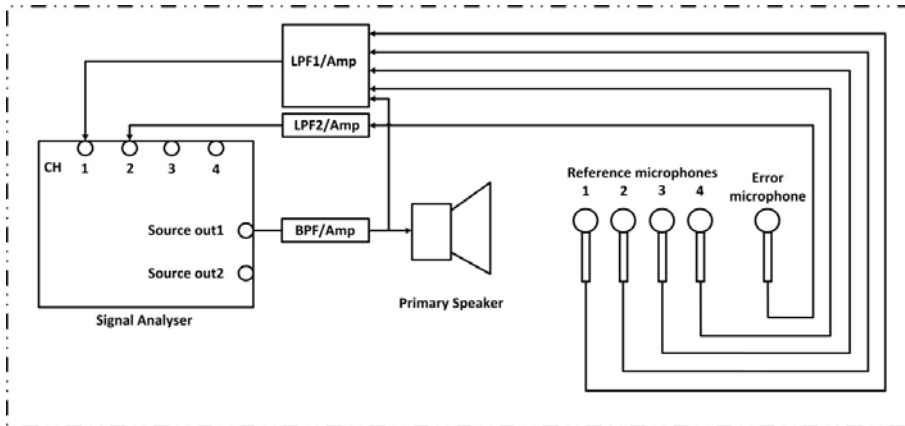 LPF1/Amp
LPF2/Amp
CH 1 2 3 4
Source out1
BPF/Amp
Source out2
Signal Analyser
Primary Speaker
Reference microphones
1 2 3 4
Error
microphone